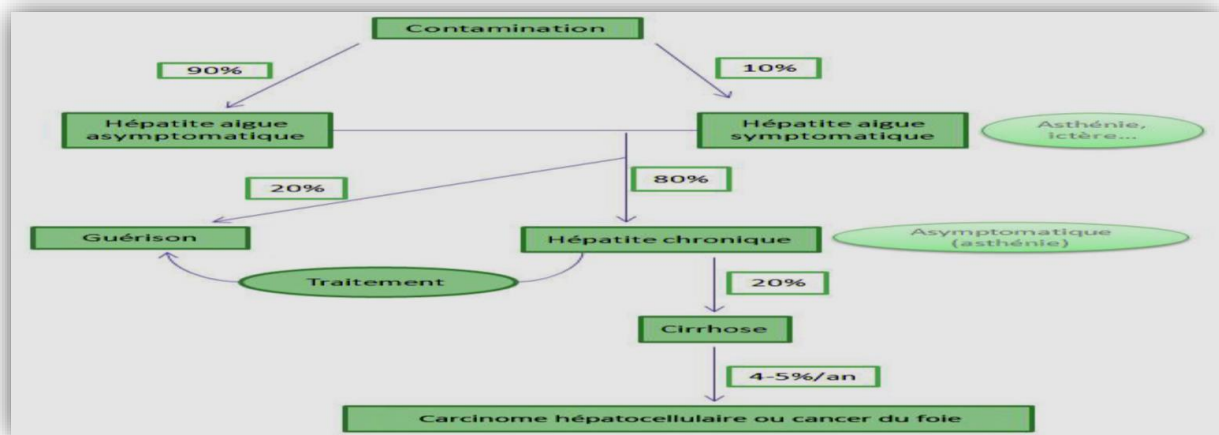 Contamination
90%
10%
Hépatite aigue
asymptomatique
Hépatite aigue
symptomatique
Asthénie,
ictère...
20%
80%
Guérison
Hépatite chronique
Asymptomatique
(asthénie)
Traitement
20%
Cirrhose
4-5%/an
Carcinome hépatocellulaire ou cancer du foie